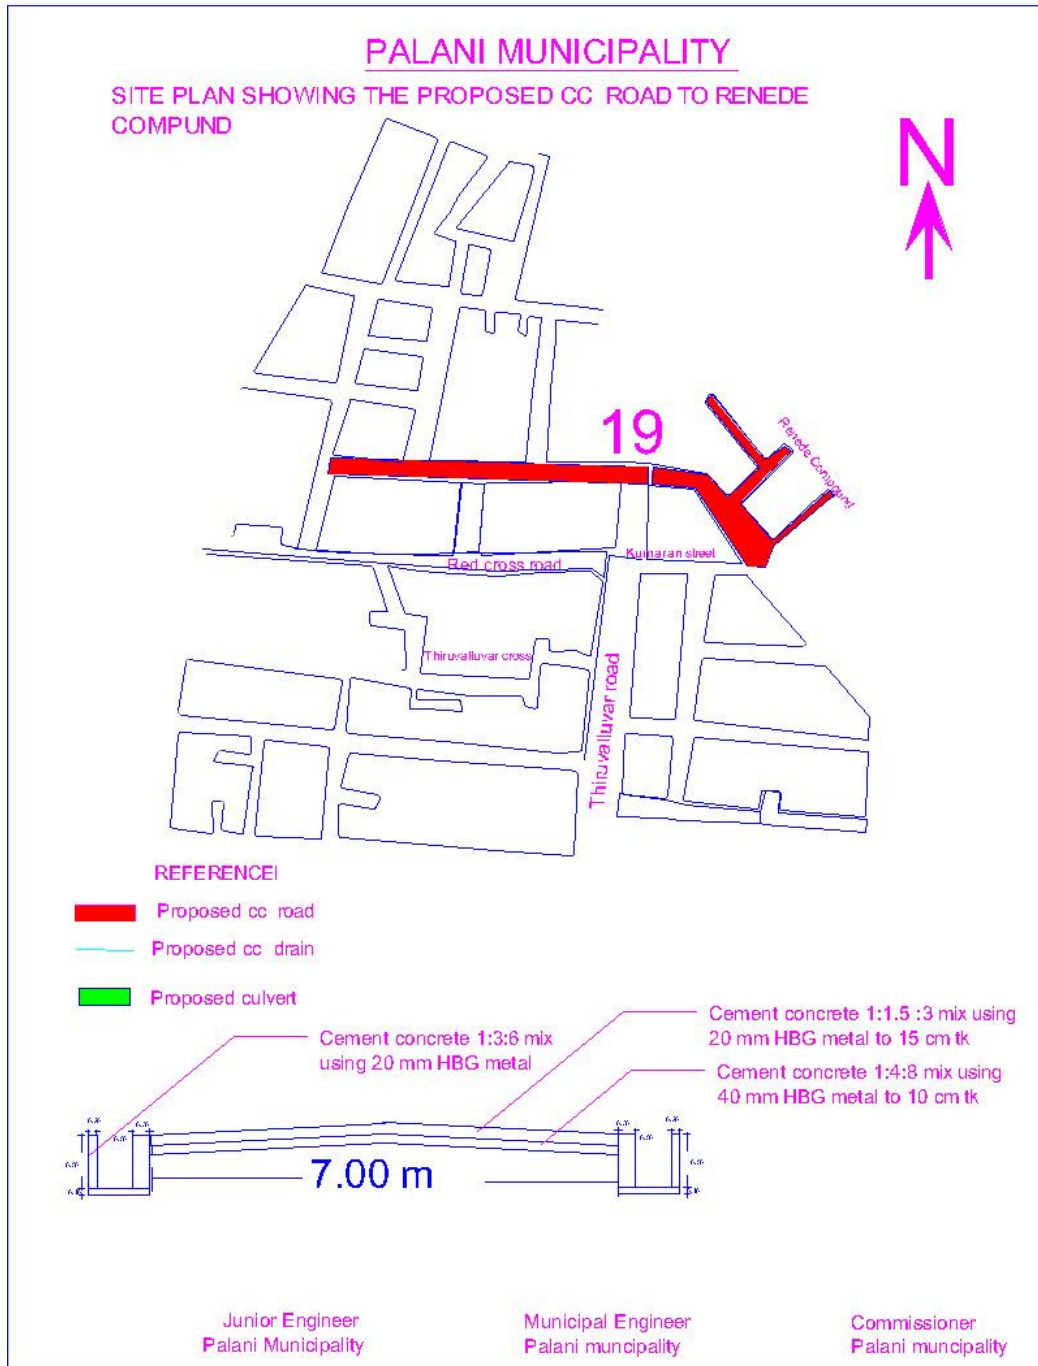 PALANI MUNICIPALITY
SITE PLAN SHOWING THE PROPOSED CC ROAD TO RENEDE
COMPUND
N
19
Renede Compound
Kumaran street
Red cross road
Thiruvalluvar cross
Thiruvalluvar road
REFERENCEI
Proposed cc road
Proposed cc drain
Proposed culvert
Cement concrete 1:3:6 mix
using 20 mm HBG metal
Cement concrete 1:1.5 :3 mix using
20 mm HBG metal to 15 cm tk
Cement concrete 1:4:8 mix using
40 mm HBG metal to 10 cm tk
7.00 m
Junior Engineer
Palani Municipality
Municipal Engineer
Palani muncipality
Commissioner
Palani muncipality